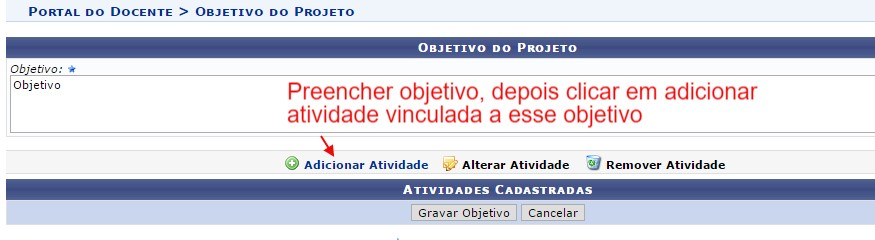 Portal do Docente > Objetivo do Projeto
Objetivo do Projeto
Objetivo:
Objetivo
Preencher objetivo, depois clicar em adicionar
atividade vinculada a esse objetivo
Adicionar Atividade Alterar Atividade Remover Atividade
Atividades Cadastradas
Gravar Objetivo Cancelar